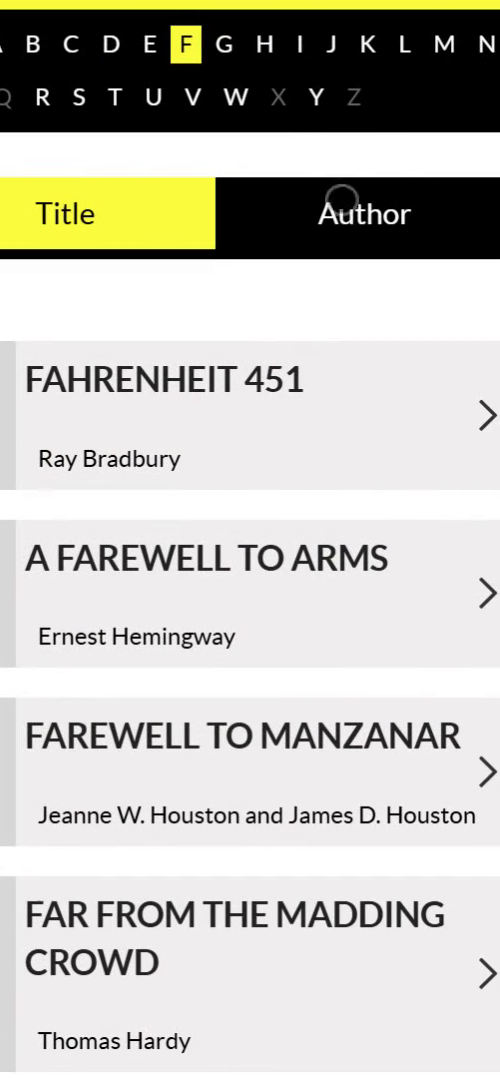 B C D E F G H I J K L M N
Q R S T U V W X Y Z
Title Author
FAHRENHEIT 451
Ray Bradbury
A FAREWELL TO ARMS
Ernest Hemingway
FAREWELL TO MANZANAR
Jeanne W. Houston and James D. Houston
FAR FROM THE MADDING
CROWD
Thomas Hardy